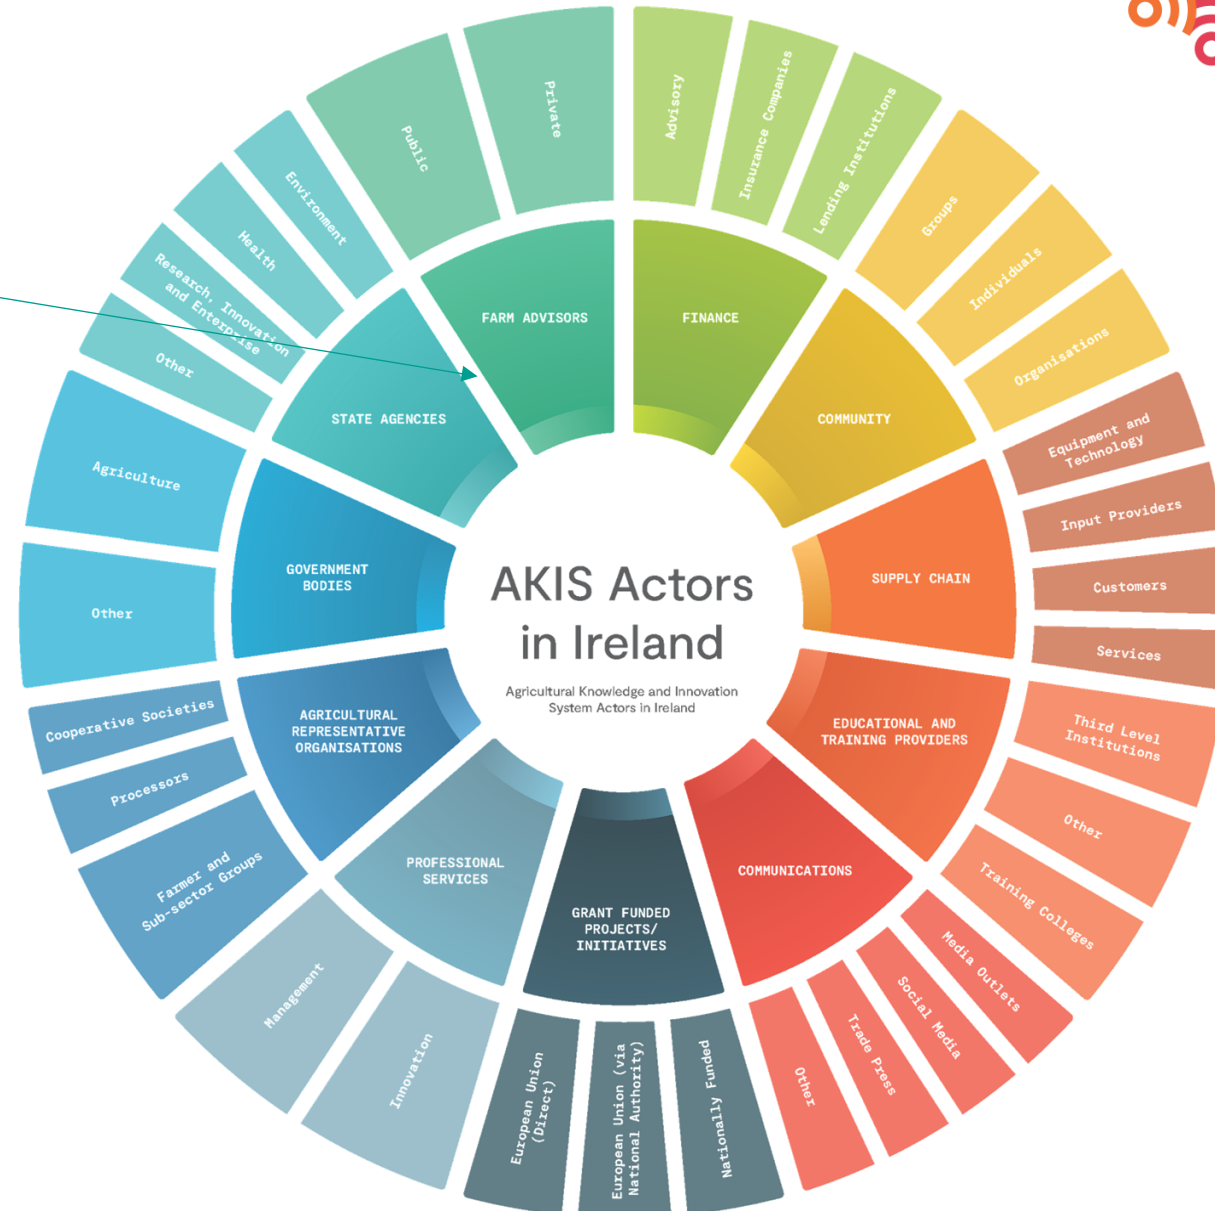 AKIS Actors
in Ireland
Agricultural Knowledge and Innovation
System Actors in Ireland
FINANCE
Advisory
Insurance Companies
Lending Institutions
COMMUNITY
Groups
Individuals
Organisations
SUPPLY CHAIN
Equipment and
Technology
Input Providers
Customers
Services
EDUCATIONAL AND
TRAINING PROVIDERS
Third Level
Institutions
Other
Training Colleges
COMMUNICATIONS
Media Outlets
Social Media
Trade Press
Other
GRANT FUNDED
PROJECTS/
INITIATIVES
Nationally Funded
European Union (via
National Authority)
European Union
(Direct)
PROFESSIONAL
SERVICES
Innovation
Management
AGRICULTURAL
REPRESENTATIVE
ORGANISATIONS
Farmer and
Sub-sector Groups
Processors
Cooperative Societies
GOVERNMENT
BODIES
Other
Agriculture
STATE AGENCIES
Other
Research, Innovation
and Enterprise
Health
Environment
FARM ADVISORS
Public
Private